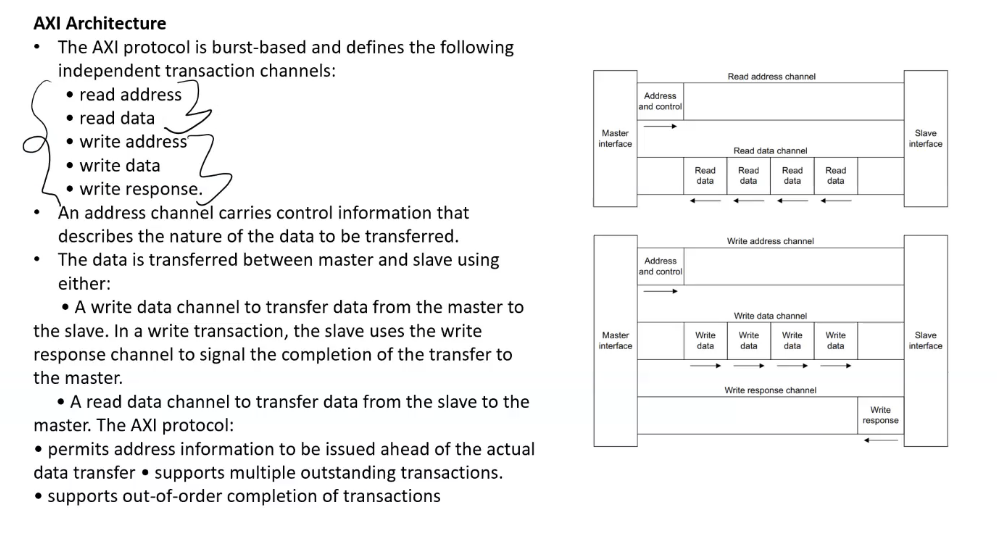 AXI Architecture
• The AXI protocol is burst-based and defines the following
independent transaction channels:
• read address
• read data
• write address
• write data
• write response.
• An address channel carries control information that
describes the nature of the data to be transferred.
• The data is transferred between master and slave using
either:
• A write data channel to transfer data from the master to
the slave. In a write transaction, the slave uses the write
response channel to signal the completion of the transfer to
the master.
• A read data channel to transfer data from the slave to the
master. The AXI protocol:
• permits address information to be issued ahead of the actual
data transfer • supports multiple outstanding transactions.
• supports out-of-order completion of transactions
Read address channel
Address
and control
Master
interface
Slave
interface
Read data channel
Read
data
Read
data
Read
data
Read
data
Write address channel
Address
and control
Write data channel
Master
interface
Write
data
Write
data
Write
data
Write
data
Slave
interface
Write response channel
Write
response